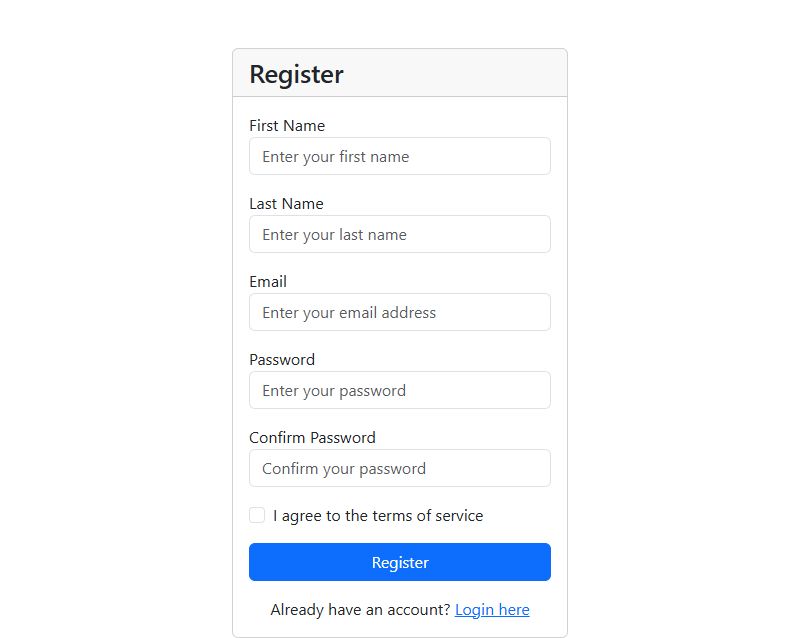 Register
First Name
Enter your first name
Last Name
Enter your last name
Email
Enter your email address
Password
Enter your password
Confirm Password
Confirm your password
I agree to the terms of service
Register
Already have an account? Login here